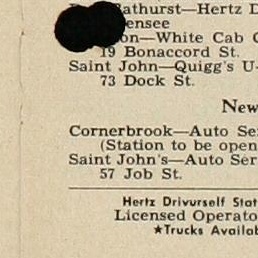 Bathurst—Hertz D
ensee
on—White Cab C
19 Bonaccord St.
Saint John—Quigg's U-
73 Dock St.
New
Cornerbrook—Auto Se
(Station to be open
Saint John's—Auto Ser
57 Job St.
Hertz Drivurself Stat
Licensed Operato
★Trucks Availab